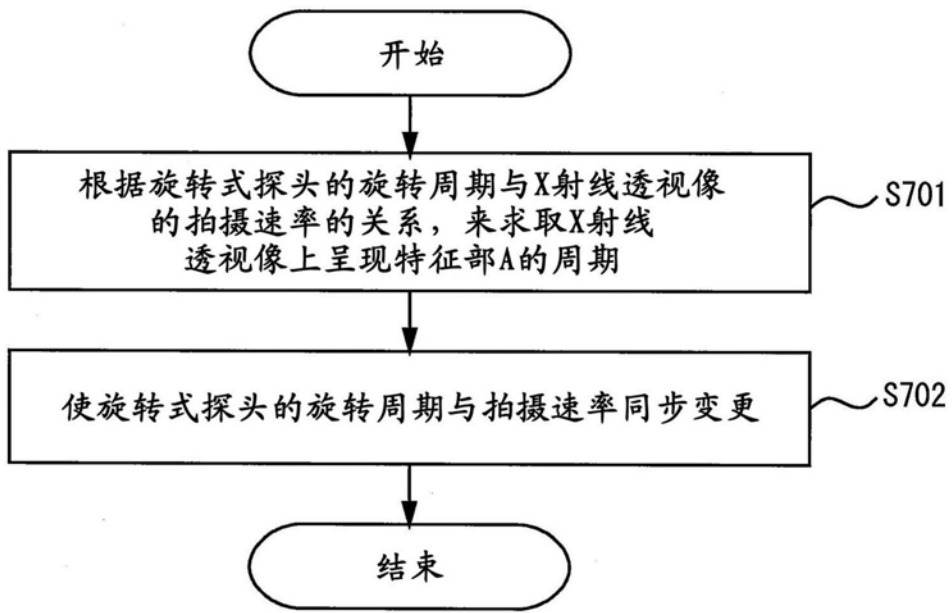 开始
根据旋转式探头的旋转周期与X射线透视像
的拍摄速率的关系，来求取X射线
透视像上呈现特征部A的周期
S701
使旋转式探头的旋转周期与拍摄速率同步变更
S702
结束